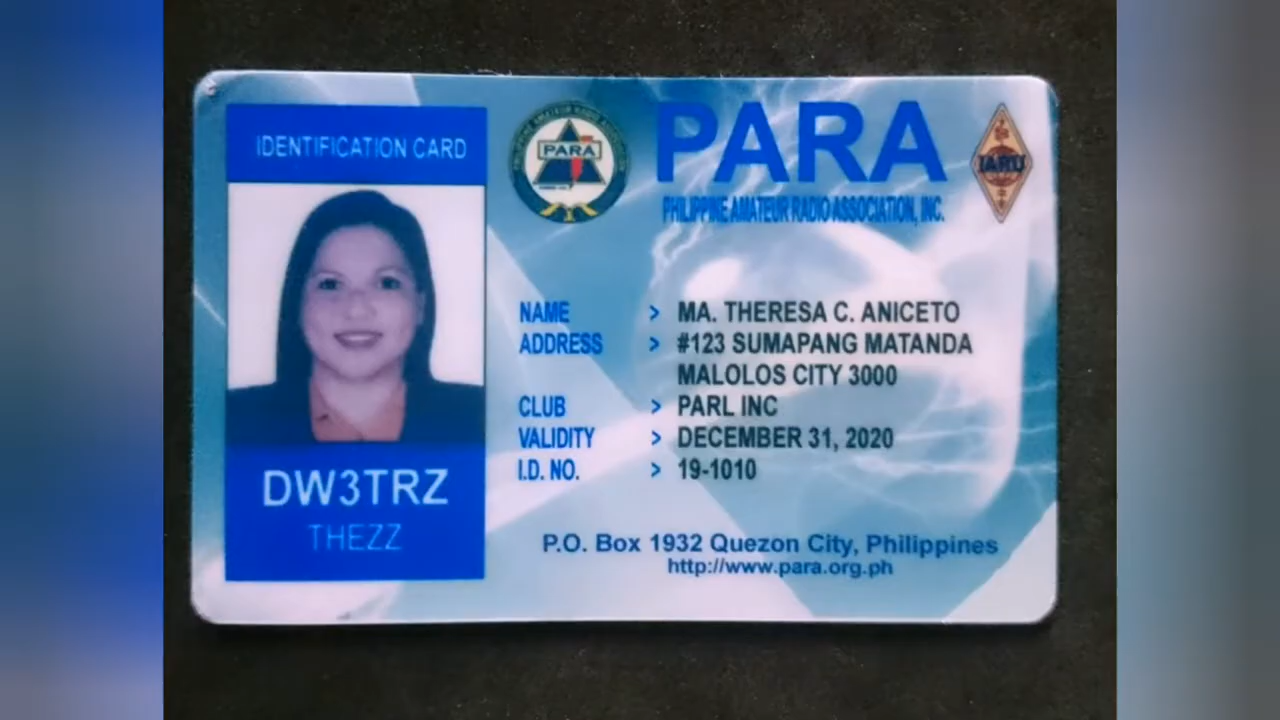 IDENTIFICATION CARD
DW3TRZ
THEZZ
PARA
PARA
PHILIPPINE AMATEUR RADIO ASSOCIATION, INC.
IARU
NAME > MA. THERESA C. ANICETO
ADDRESS > #123 SUMAPANG MATANDA
MALOLOS CITY 3000
CLUB > PARL INC
VALIDITY > DECEMBER 31, 2020
I.D. NO. > 19-1010
P.O. Box 1932 Quezon City, Philippines
http://www.para.org.ph